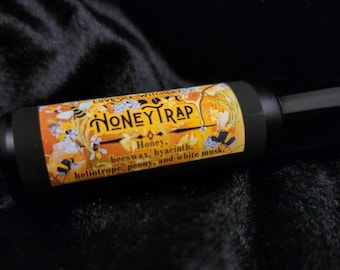 HONEYTRAP
Honey,
beeswax, hyacinth,
heliotrope, peony, and white musk.